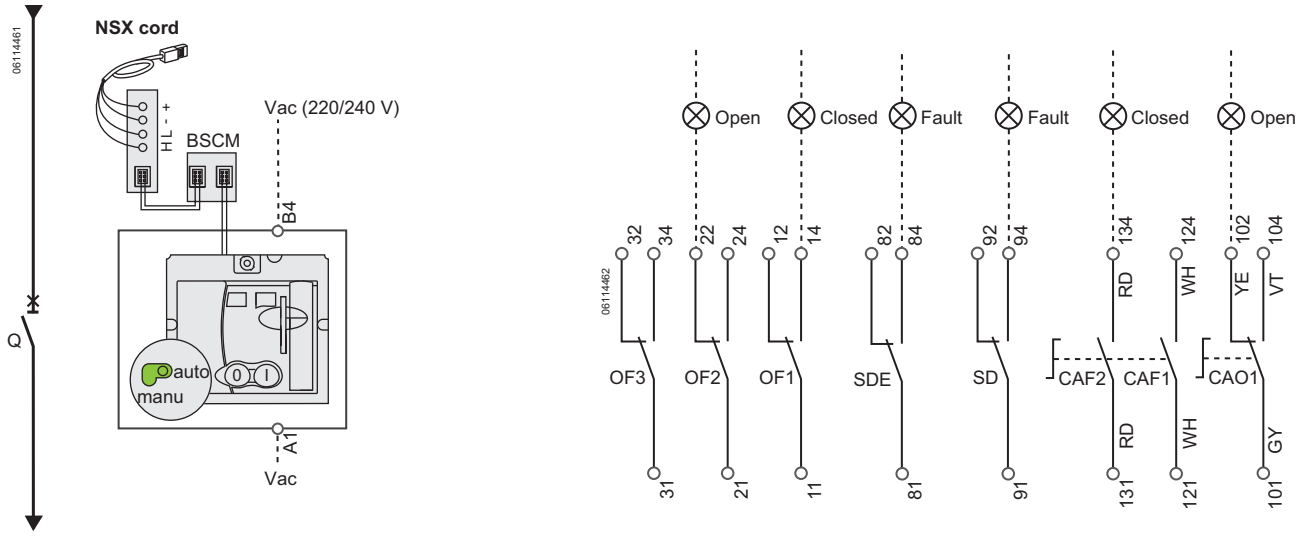 06114461
NSX cord
Vac (220/240 V)
+
-
L
H
BSCM
B4
Q
auto
manu
0 I
A1
Vac
Open Closed Fault Fault Closed Open
32 34 22 24 12 14 82 84 92 94 134 124 102 104
06114462
RD WH YE VT
OF3 OF2 OF1 SDE SD CAF2 CAF1 CAO1
RD WH GY
31 21 11 81 91 131 121 101